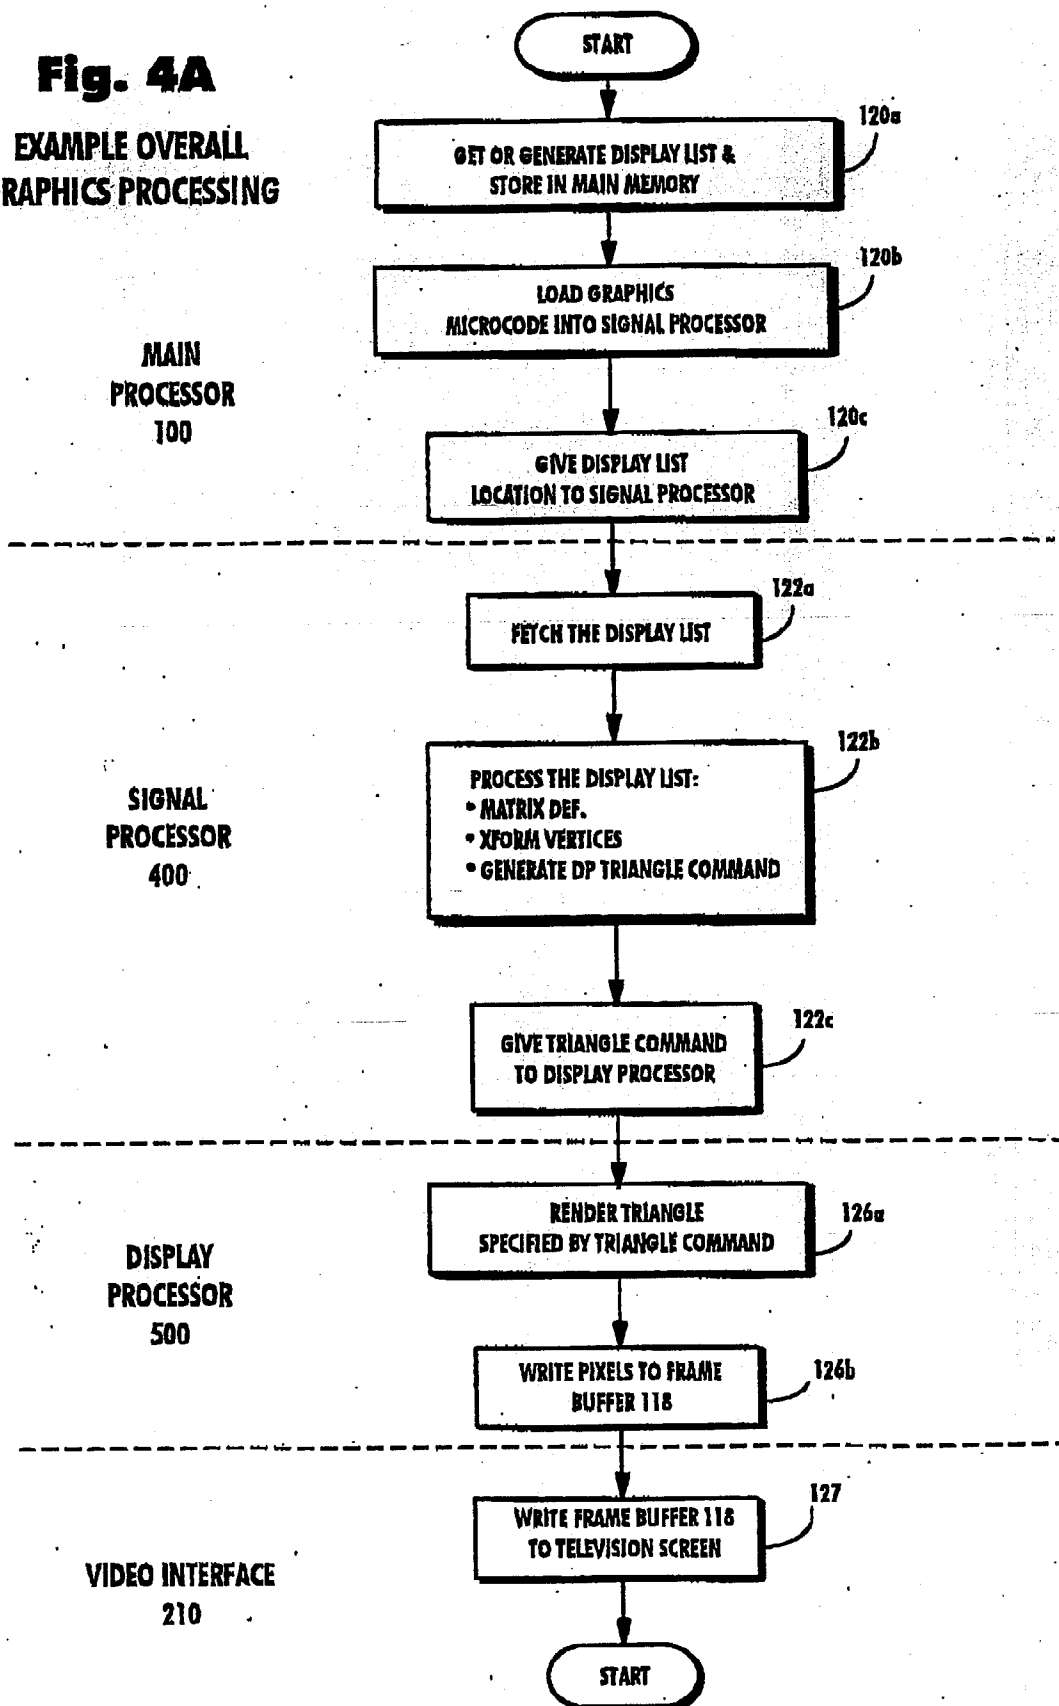 Fig. 4A
EXAMPLE OVERALL
RAPHICS PROCESSING
START
120a
GET OR GENERATE DISPLAY LIST &
STORE IN MAIN MEMORY
120b
LOAD GRAPHICS
MICROCODE INTO SIGNAL PROCESSOR
MAIN
PROCESSOR
100
120c
GIVE DISPLAY LIST
LOCATION TO SIGNAL PROCESSOR
122a
FETCH THE DISPLAY LIST
SIGNAL
PROCESSOR
400
122b
PROCESS THE DISPLAY LIST:
• MATRIX DEF.
• XFORM VERTICES
• GENERATE DP TRIANGLE COMMAND
122c
GIVE TRIANGLE COMMAND
TO DISPLAY PROCESSOR
DISPLAY
PROCESSOR
500
126a
RENDER TRIANGLE
SPECIFIED BY TRIANGLE COMMAND
126b
WRITE PIXELS TO FRAME
BUFFER 118
VIDEO INTERFACE
210
127
WRITE FRAME BUFFER 118
TO TELEVISION SCREEN
START